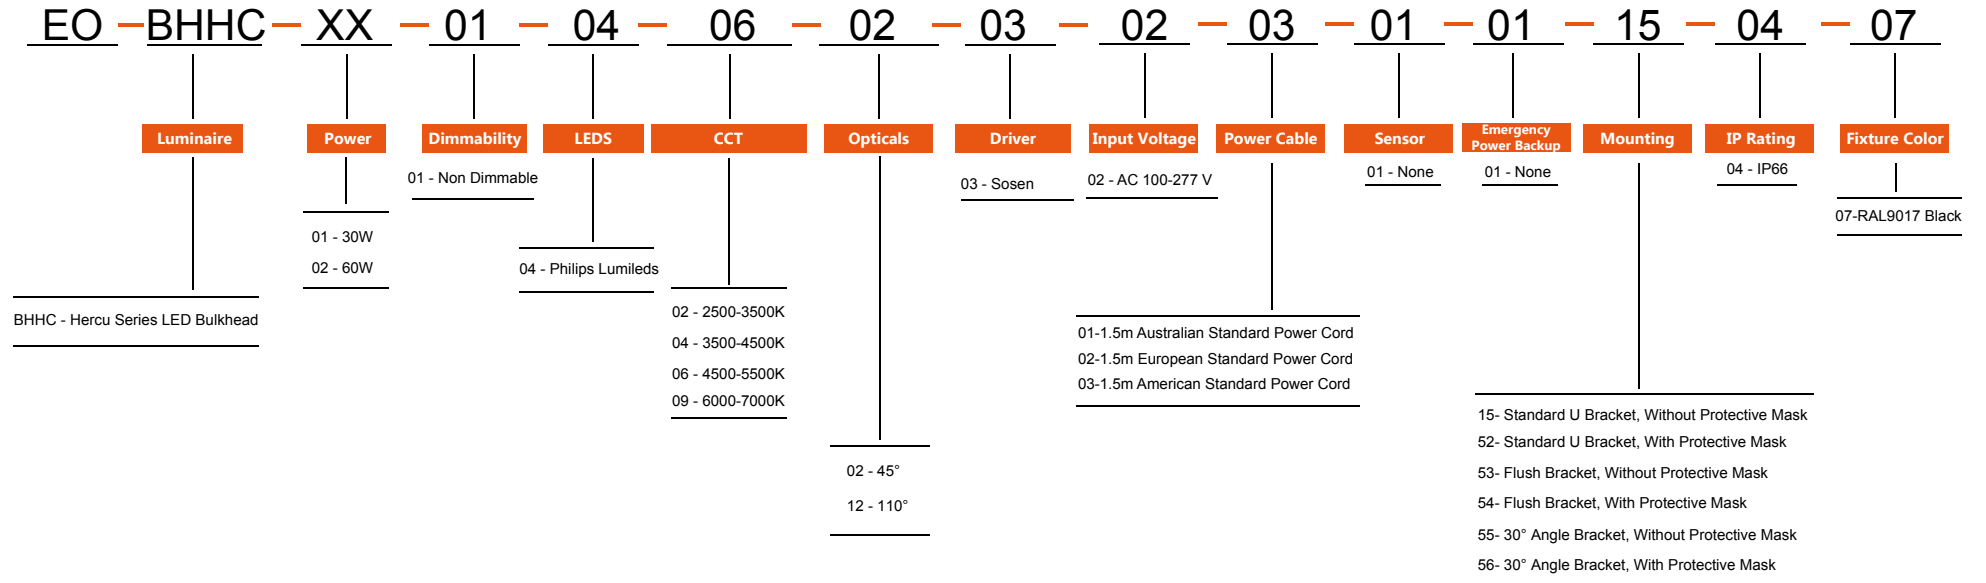 EO BHHC XX 01 04 06 02 03 02 03 01 01 15 04 07
Luminaire
BHHC - Hercu Series LED Bulkhead
Power
01 - 30W
02 - 60W
Dimmability
01 - Non Dimmable
LEDS
04 - Philips Lumileds
CCT
02 - 2500-3500K
04 - 3500-4500K
06 - 4500-5500K
09 - 6000-7000K
Opticals
02 - 45°
12 - 110°
Driver
03 - Sosen
Input Voltage
02 - AC 100-277 V
Power Cable
01-1.5m Australian Standard Power Cord
02-1.5m European Standard Power Cord
03-1.5m American Standard Power Cord
Sensor
01 - None
Emergency
Power Backup
01 - None
Mounting
15- Standard U Bracket, Without Protective Mask
52- Standard U Bracket, With Protective Mask
53- Flush Bracket, Without Protective Mask
54- Flush Bracket, With Protective Mask
55- 30° Angle Bracket, Without Protective Mask
56- 30° Angle Bracket, With Protective Mask
IP Rating
04 - IP66
Fixture Color
07-RAL9017 Black